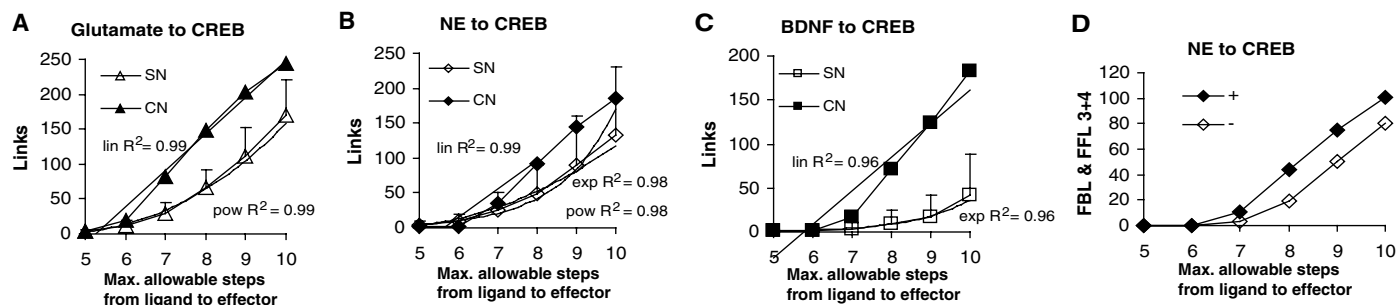 A
Glutamate to CREB
250
200
150
100
50
0
Links
SN
CN
lin R²= 0.99
pow R²= 0.99
5 6 7 8 9 10
Max. allowable steps
from ligand to effector
B
NE to CREB
250
200
150
100
50
0
Links
SN
CN
lin R²= 0.99
exp R²= 0.98
pow R²= 0.98
5 6 7 8 9 10
Max. allowable steps
from ligand to effector
C
BDNF to CREB
200
150
100
50
0
Links
SN
CN
lin R²= 0.96
exp R²= 0.96
5 6 7 8 9 10
Max. allowable steps
from ligand to effector
D
NE to CREB
120
100
80
60
40
20
0
FBL & FFL 3+4
+
-
5 6 7 8 9 10
Max. allowable steps
from ligand to effector